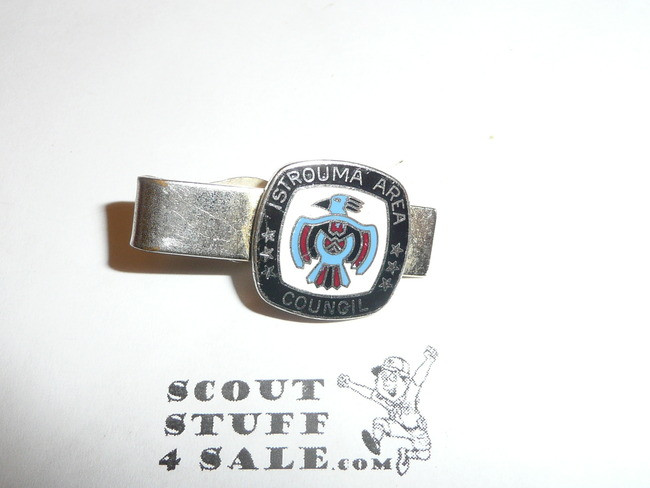 ISTROUMA AREA
COUNCIL
SCOUT
STUFF
4 SALE.COM